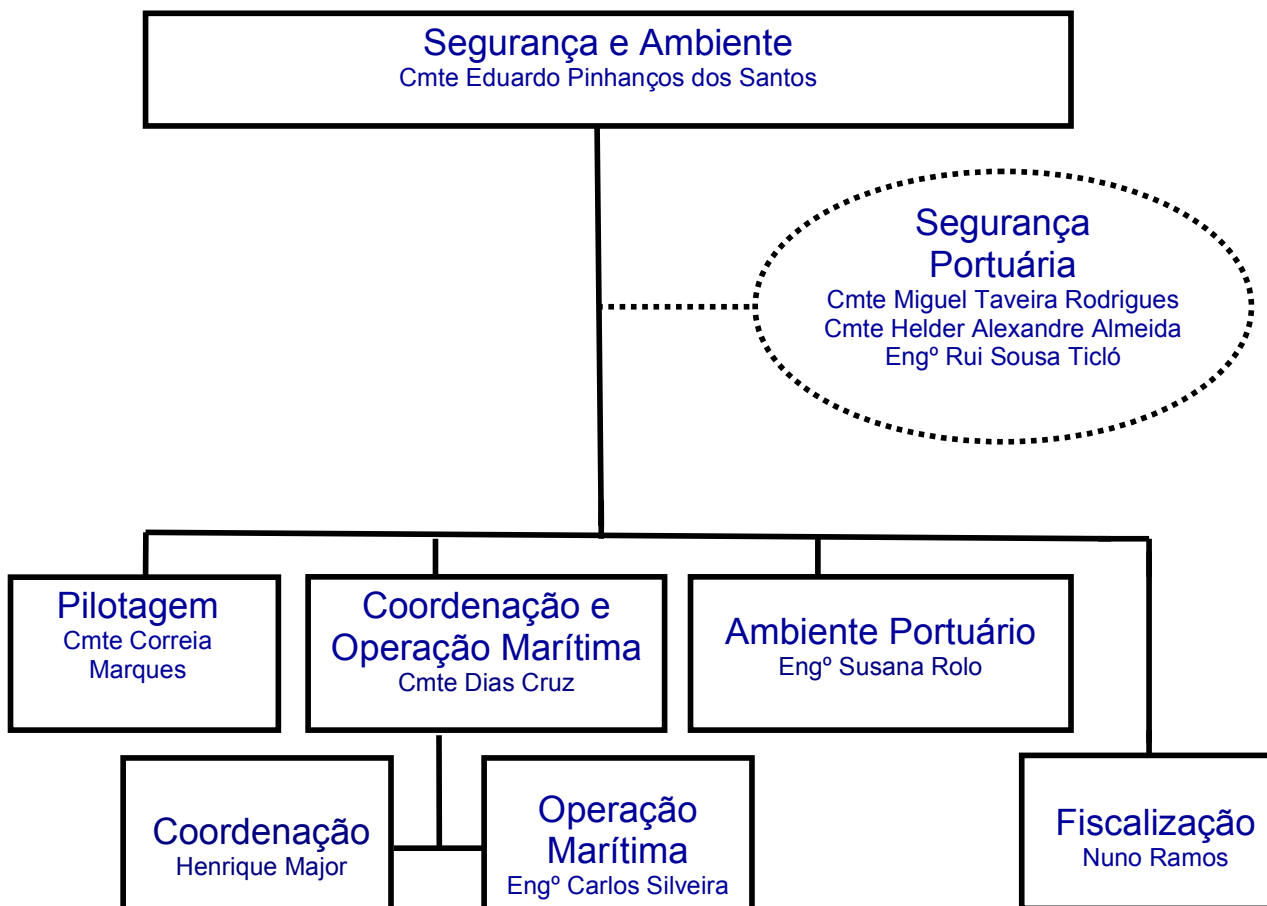 Segurança e Ambiente
Cmte Eduardo Pinhanços dos Santos
Segurança
Portuária
Cmte Miguel Taveira Rodrigues
Cmte Helder Alexandre Almeida
Engº Rui Sousa Ticló
Pilotagem
Cmte Correia
Marques
Coordenação e
Operação Marítima
Cmte Dias Cruz
Ambiente Portuário
Engº Susana Rolo
Coordenação
Henrique Major
Operação
Marítima
Engº Carlos Silveira
Fiscalização
Nuno Ramos